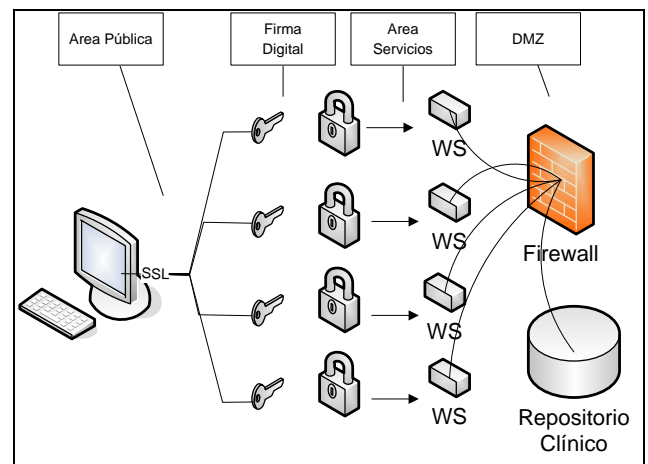 Area Pública
Firma
Digital
Area
Servicios
DMZ
WS
WS
Firewall
SSL
WS
WS
Repositorio
Clínico